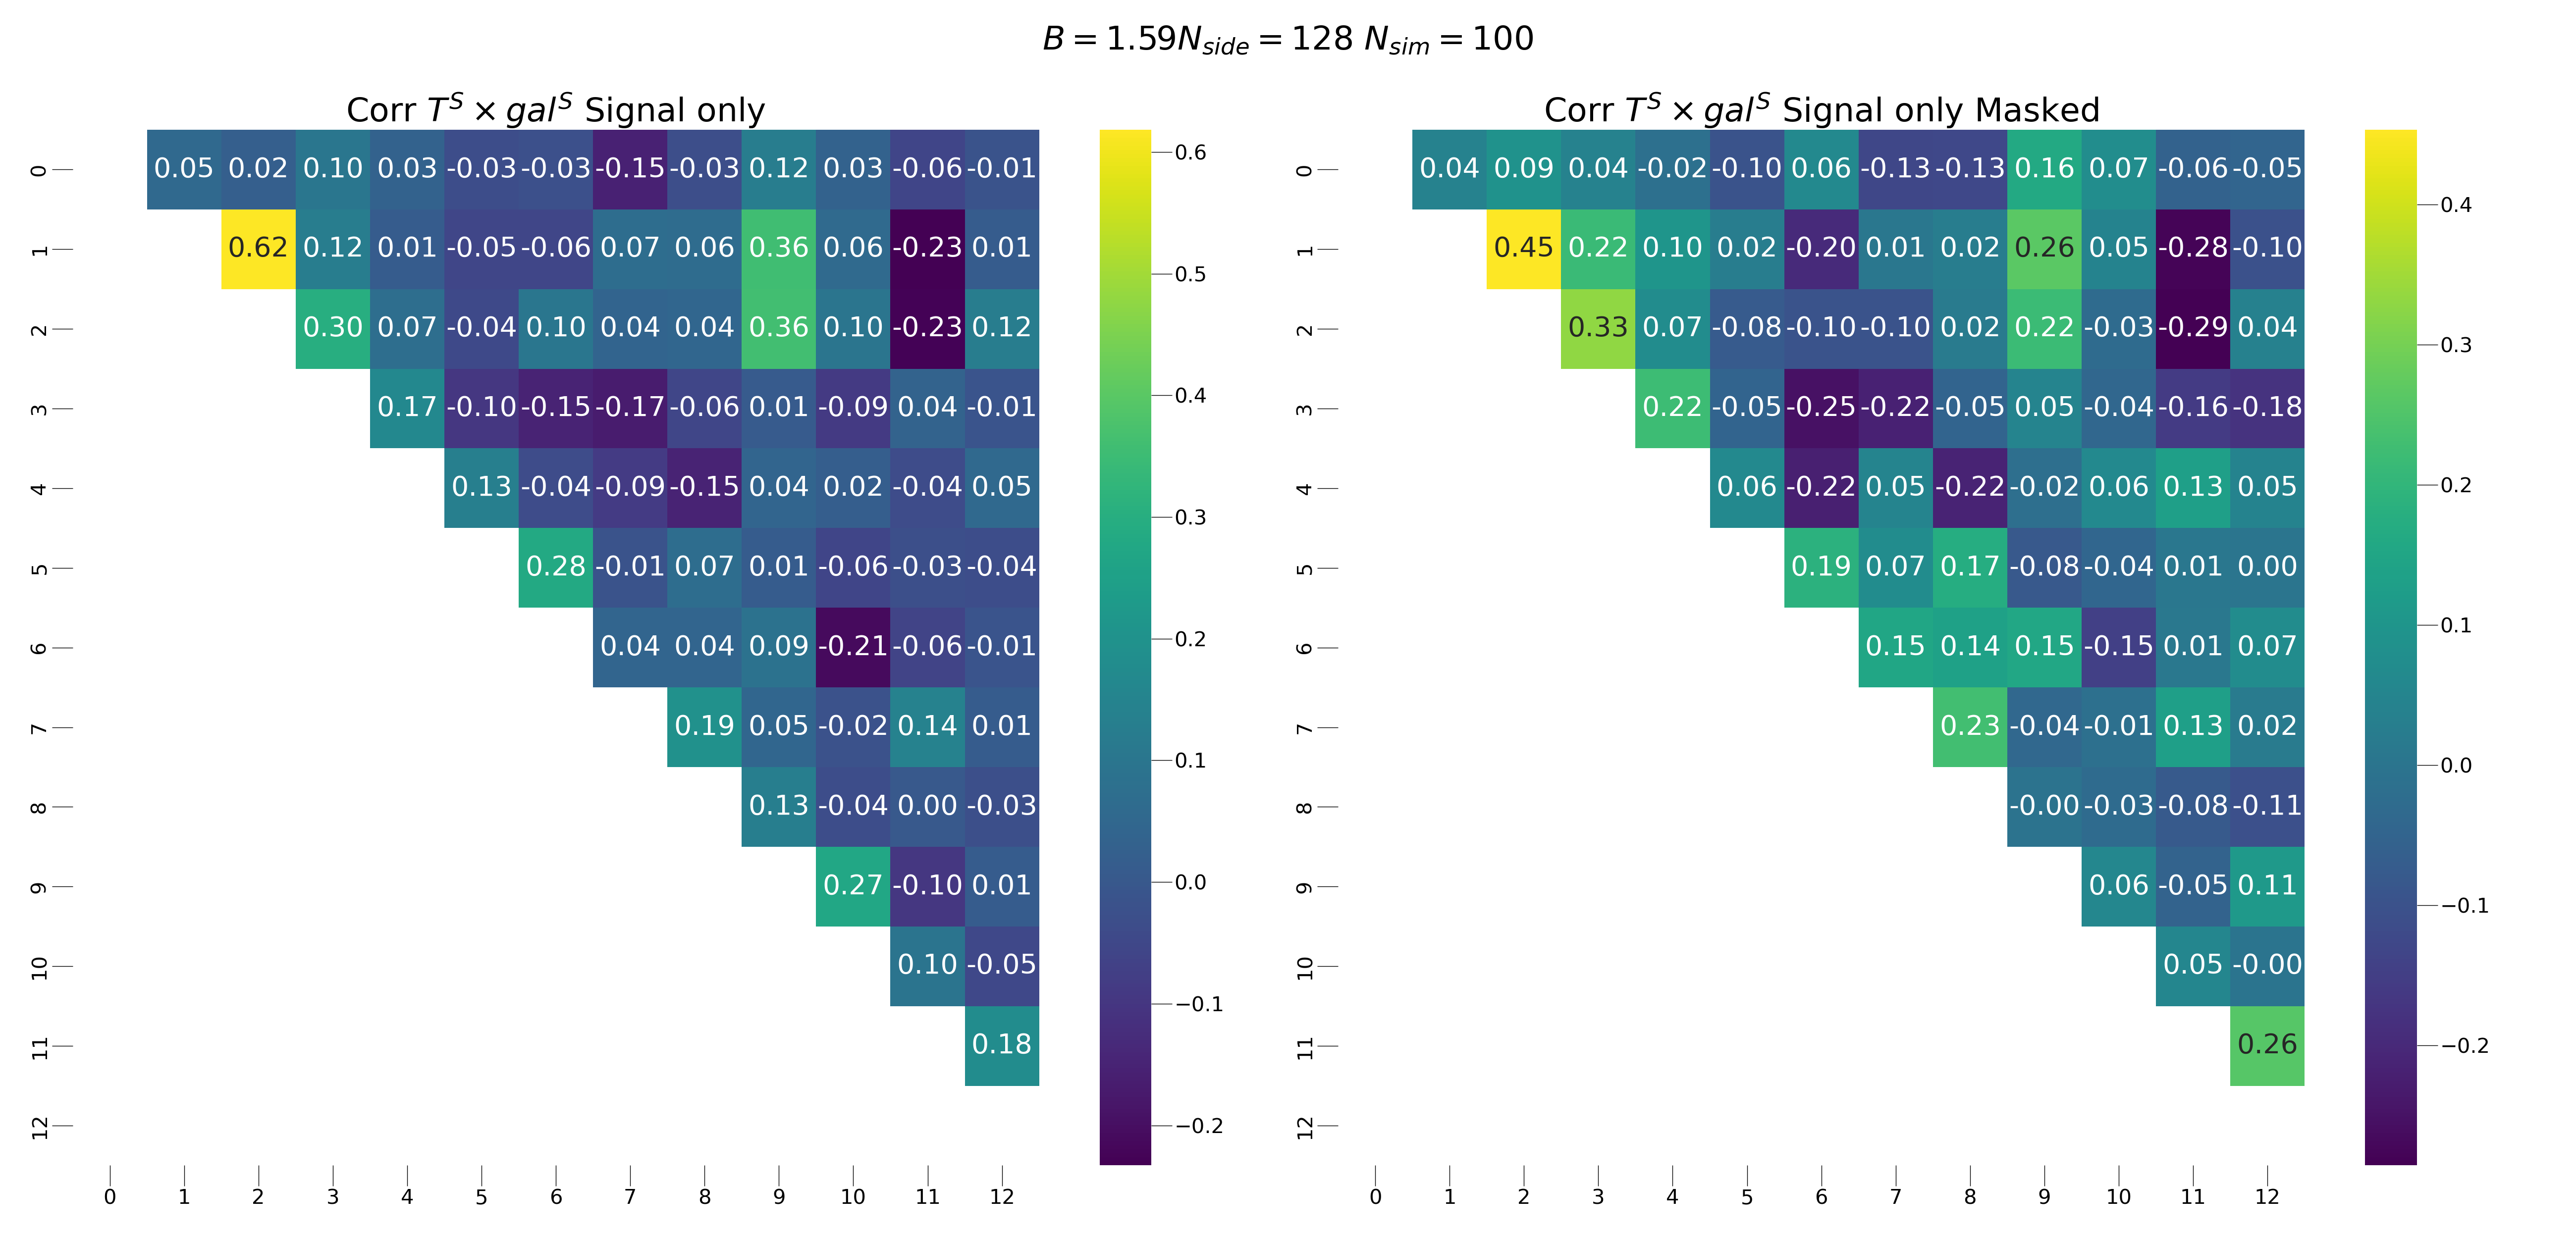 B = 1.59N_side = 128 N_sim = 100
Corr T^S × gal^S Signal only
0 0.05 0.02 0.10 0.03 -0.03 -0.03 -0.15 -0.03 0.12 0.03 -0.06 -0.01
1 0.62 0.12 0.01 -0.05 -0.06 0.07 0.06 0.36 0.06 -0.23 0.01
2 0.30 0.07 -0.04 0.10 0.04 0.04 0.36 0.10 -0.23 0.12
3 0.17 -0.10 -0.15 -0.17 -0.06 0.01 -0.09 0.04 -0.01
4 0.13 -0.04 -0.09 -0.15 0.04 0.02 -0.04 0.05
5 0.28 -0.01 0.07 0.01 -0.06 -0.03 -0.04
6 0.04 0.04 0.09 -0.21 -0.06 -0.01
7 0.19 0.05 -0.02 0.14 0.01
8 0.13 -0.04 0.00 -0.03
9 0.27 -0.10 0.01
10 0.10 -0.05
11 0.18
12
0 1 2 3 4 5 6 7 8 9 10 11 12
0.6
0.5
0.4
0.3
0.2
0.1
0.0
−0.1
−0.2
Corr T^S × gal^S Signal only Masked
0 0.04 0.09 0.04 -0.02 -0.10 0.06 -0.13 -0.13 0.16 0.07 -0.06 -0.05
1 0.45 0.22 0.10 0.02 -0.20 0.01 0.02 0.26 0.05 -0.28 -0.10
2 0.33 0.07 -0.08 -0.10 -0.10 0.02 0.22 -0.03 -0.29 0.04
3 0.22 -0.05 -0.25 -0.22 -0.05 0.05 -0.04 -0.16 -0.18
4 0.06 -0.22 0.05 -0.22 -0.02 0.06 0.13 0.05
5 0.19 0.07 0.17 -0.08 -0.04 0.01 0.00
6 0.15 0.14 0.15 -0.15 0.01 0.07
7 0.23 -0.04 -0.01 0.13 0.02
8 -0.00 -0.03 -0.08 -0.11
9 0.06 -0.05 0.11
10 0.05 -0.00
11 0.26
12
0 1 2 3 4 5 6 7 8 9 10 11 12
0.4
0.3
0.2
0.1
0.0
−0.1
−0.2